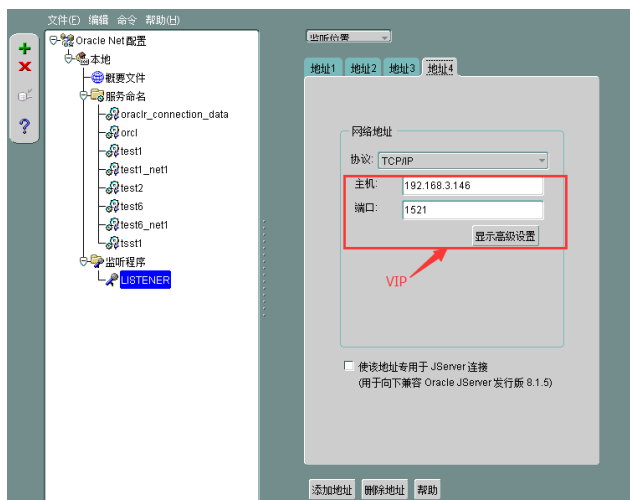 文件(F) 编辑 命令 帮助(H)
Oracle Net 配置
本地
概要文件
服务命名
oraclr_connection_data
orcl
test1
test1_net1
test2
test6
test6_net1
tsst1
监听程序
LISTENER
监听位置
地址1 地址2 地址3 地址4
网络地址
协议: TCP/IP
主机: 192.168.3.146
端口: 1521
显示高级设置
VIP
使该地址专用于 JServer 连接
(用于向下兼容 Oracle JServer 发行版 8.1.5)
添加地址 删除地址 帮助